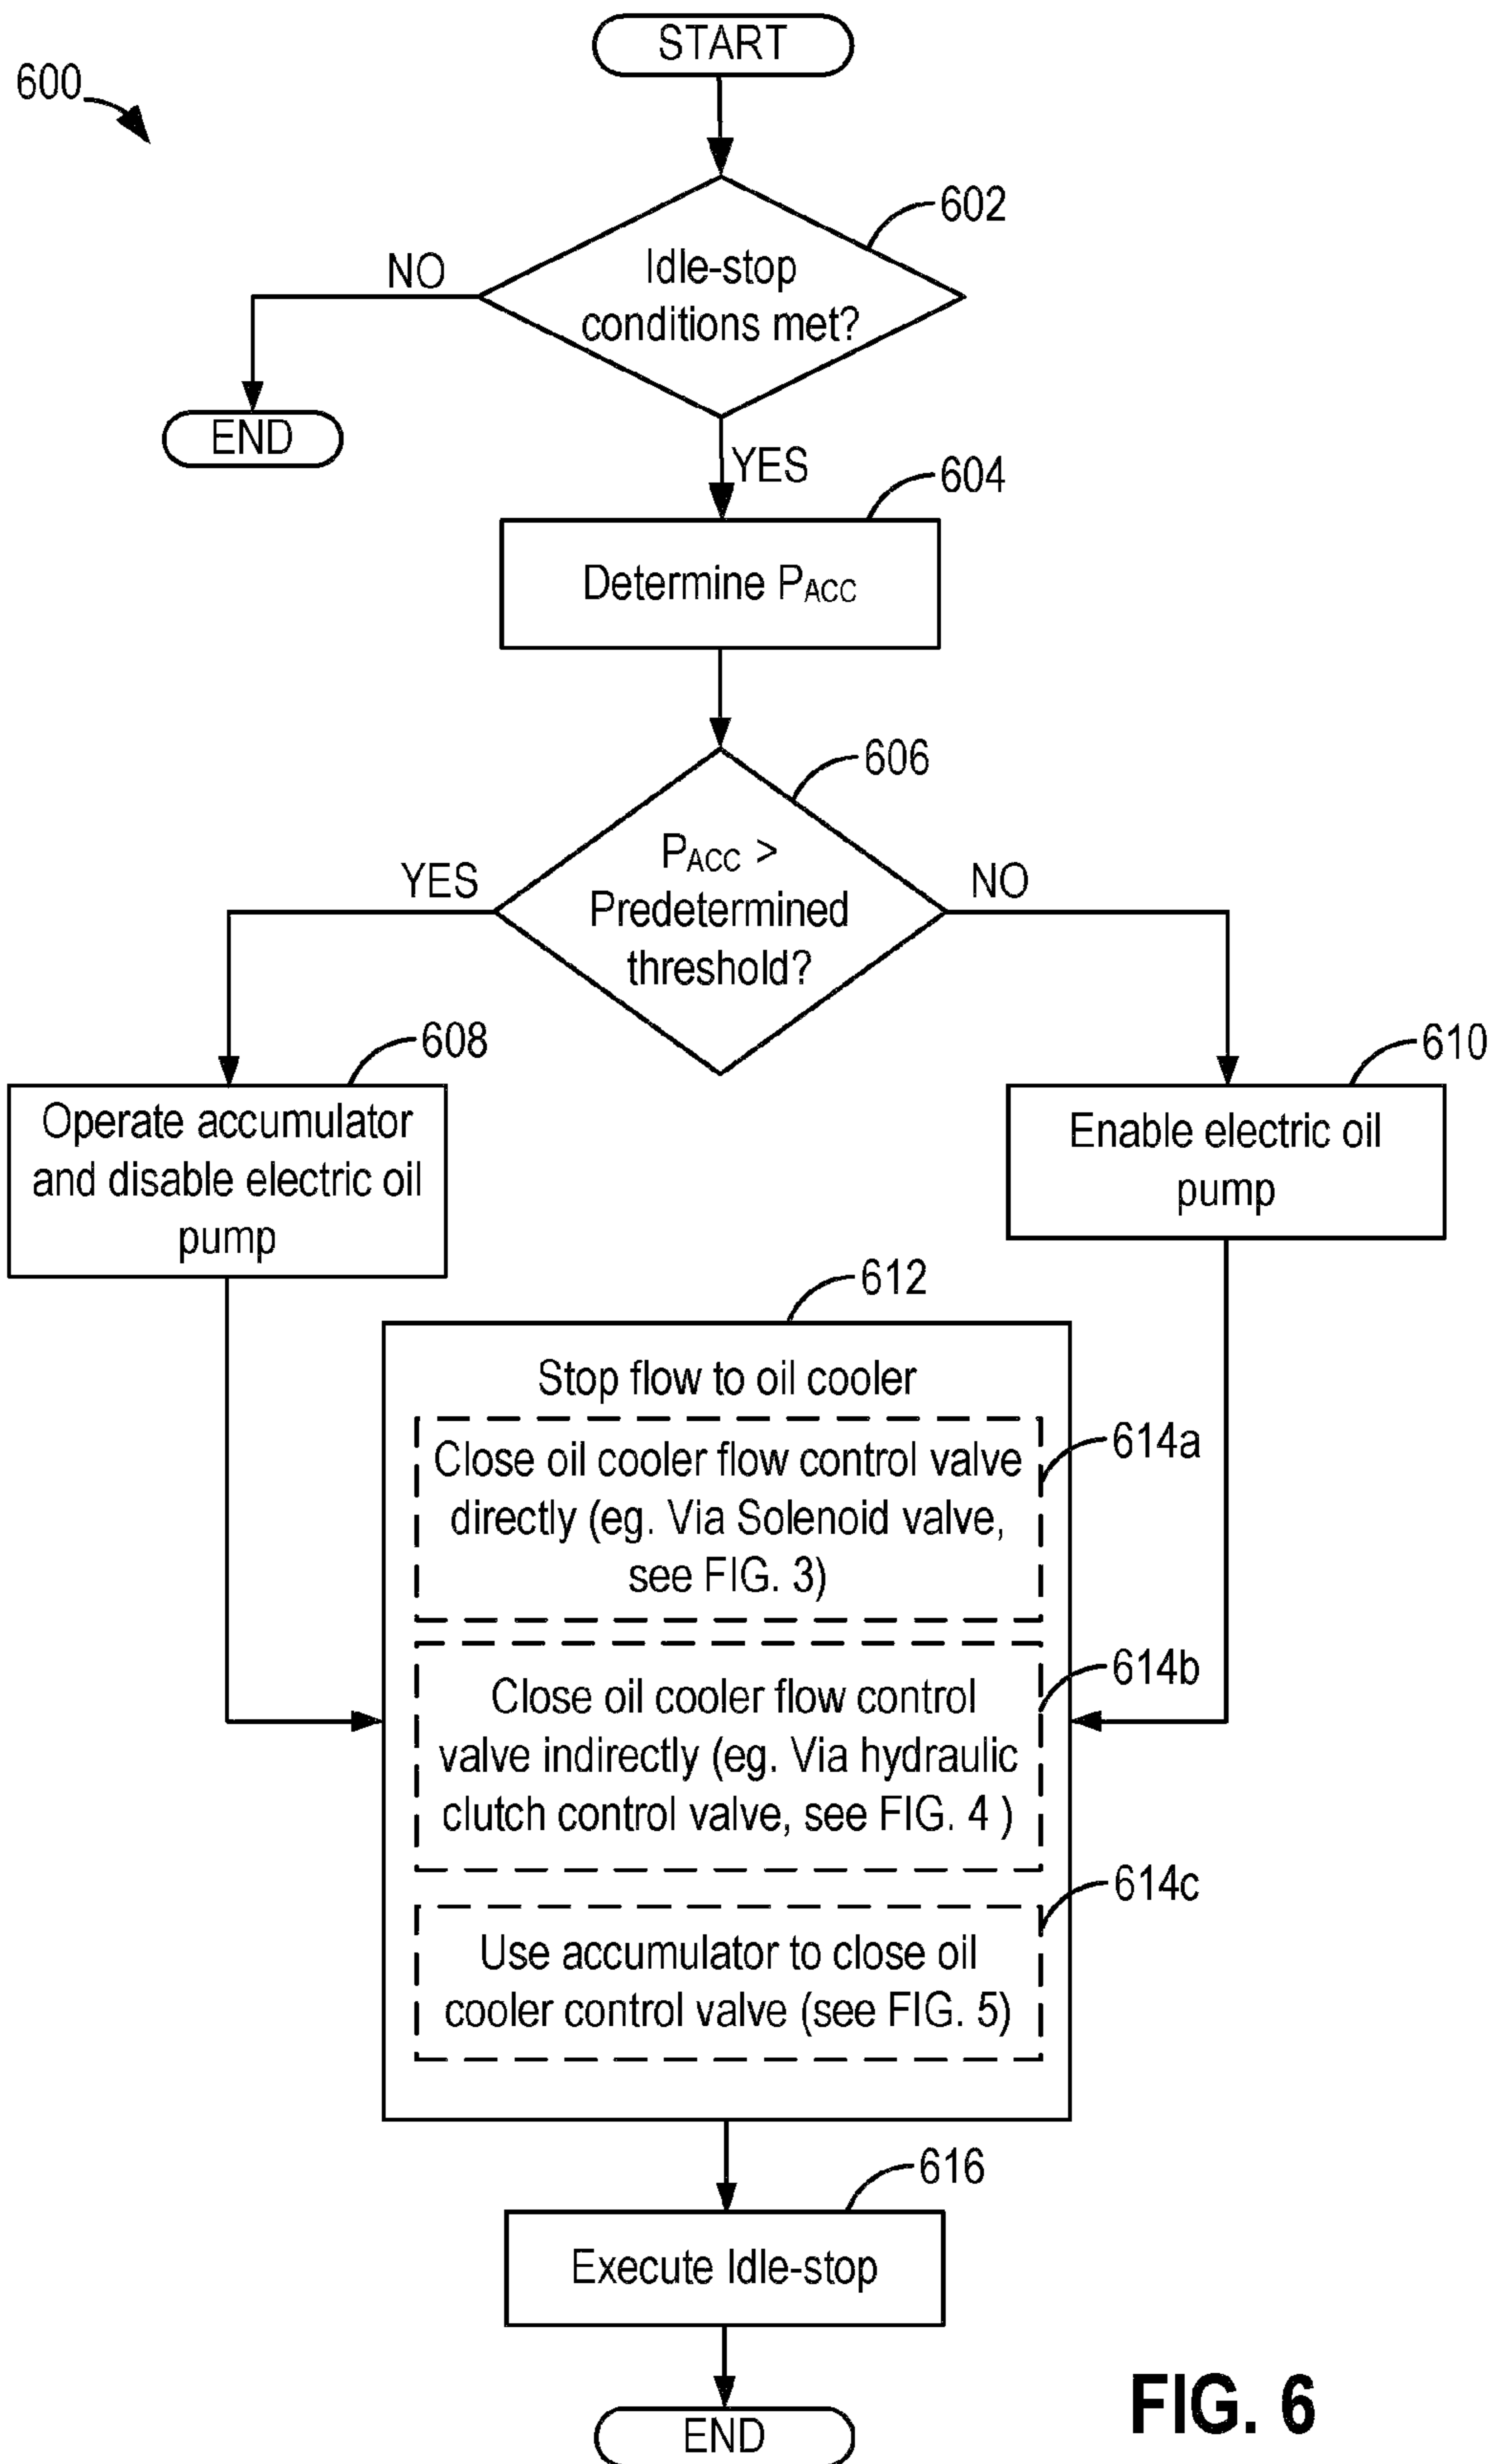 START
600
602
Idle-stop
conditions met?
NO
END
YES
604
Determine PACC
606
PACC >
Predetermined
threshold?
YES
NO
608
Operate accumulator
and disable electric oil
pump
610
Enable electric oil
pump
612
Stop flow to oil cooler
Close oil cooler flow control valve
directly (eg. Via Solenoid valve,
see FIG. 3)
614a
Close oil cooler flow control
valve indirectly (eg. Via hydraulic
clutch control valve, see FIG. 4 )
614b
Use accumulator to close oil
cooler control valve (see FIG. 5)
614c
616
Execute Idle-stop
END
FIG. 6